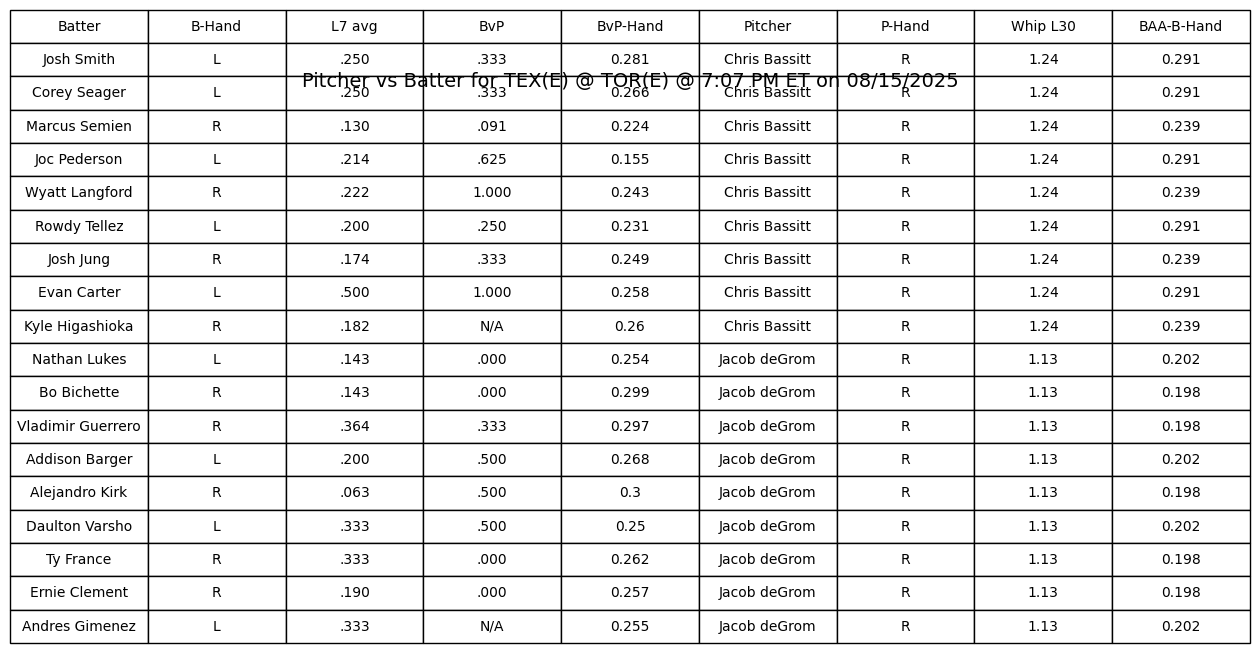 Batter B-Hand L7 avg BvP BvP-Hand Pitcher P-Hand Whip L30 BAA-B-Hand
Josh Smith L .250 .333 0.281 Chris Bassitt R 1.24 0.291
Pitcher vs Batter for TEX(E) @ TOR(E) @ 7:07 PM ET on 08/15/2025
Corey Seager L .250 .333 0.266 Chris Bassitt R 1.24 0.291
Marcus Semien R .130 .091 0.224 Chris Bassitt R 1.24 0.239
Joc Pederson L .214 .625 0.155 Chris Bassitt R 1.24 0.291
Wyatt Langford R .222 1.000 0.243 Chris Bassitt R 1.24 0.239
Rowdy Tellez L .200 .250 0.231 Chris Bassitt R 1.24 0.291
Josh Jung R .174 .333 0.249 Chris Bassitt R 1.24 0.239
Evan Carter L .500 1.000 0.258 Chris Bassitt R 1.24 0.291
Kyle Higashioka R .182 N/A 0.26 Chris Bassitt R 1.24 0.239
Nathan Lukes L .143 .000 0.254 Jacob deGrom R 1.13 0.202
Bo Bichette R .143 .000 0.299 Jacob deGrom R 1.13 0.198
Vladimir Guerrero R .364 .333 0.297 Jacob deGrom R 1.13 0.198
Addison Barger L .200 .500 0.268 Jacob deGrom R 1.13 0.202
Alejandro Kirk R .063 .500 0.3 Jacob deGrom R 1.13 0.198
Daulton Varsho L .333 .500 0.25 Jacob deGrom R 1.13 0.202
Ty France R .333 .000 0.262 Jacob deGrom R 1.13 0.198
Ernie Clement R .190 .000 0.257 Jacob deGrom R 1.13 0.198
Andres Gimenez L .333 N/A 0.255 Jacob deGrom R 1.13 0.202